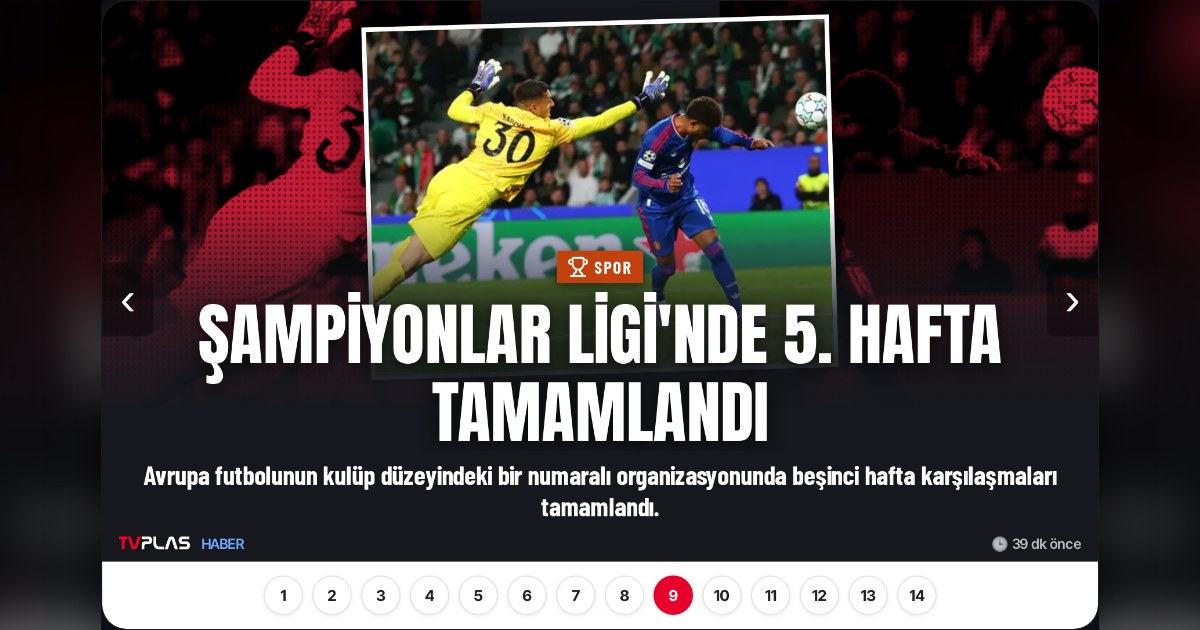 30
neken
SPOR
ŞAMPİYONLAR LİGİ'NDE 5. HAFTA
TAMAMLANDI
Avrupa futbolunun kulüp düzeyindeki bir numaralı organizasyonunda beşinci hafta karşılaşmaları
tamamlandı.
TVPLAS HABER
39 dk önce
1 2 3 4 5 6 7 8 9 10 11 12 13 14